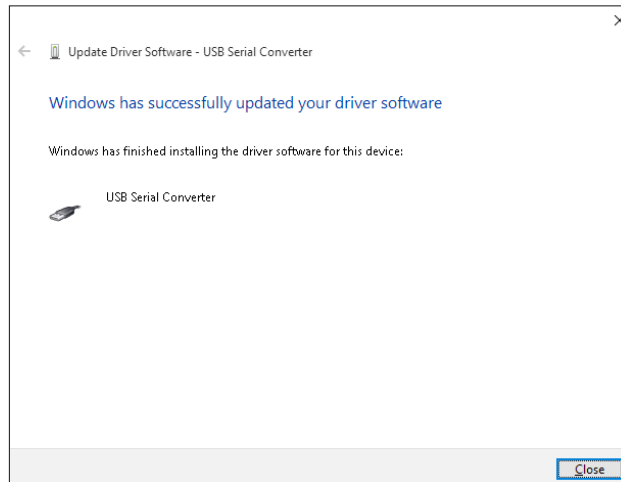 Update Driver Software - USB Serial Converter
Windows has successfully updated your driver software
Windows has finished installing the driver software for this device:
USB Serial Converter
Close